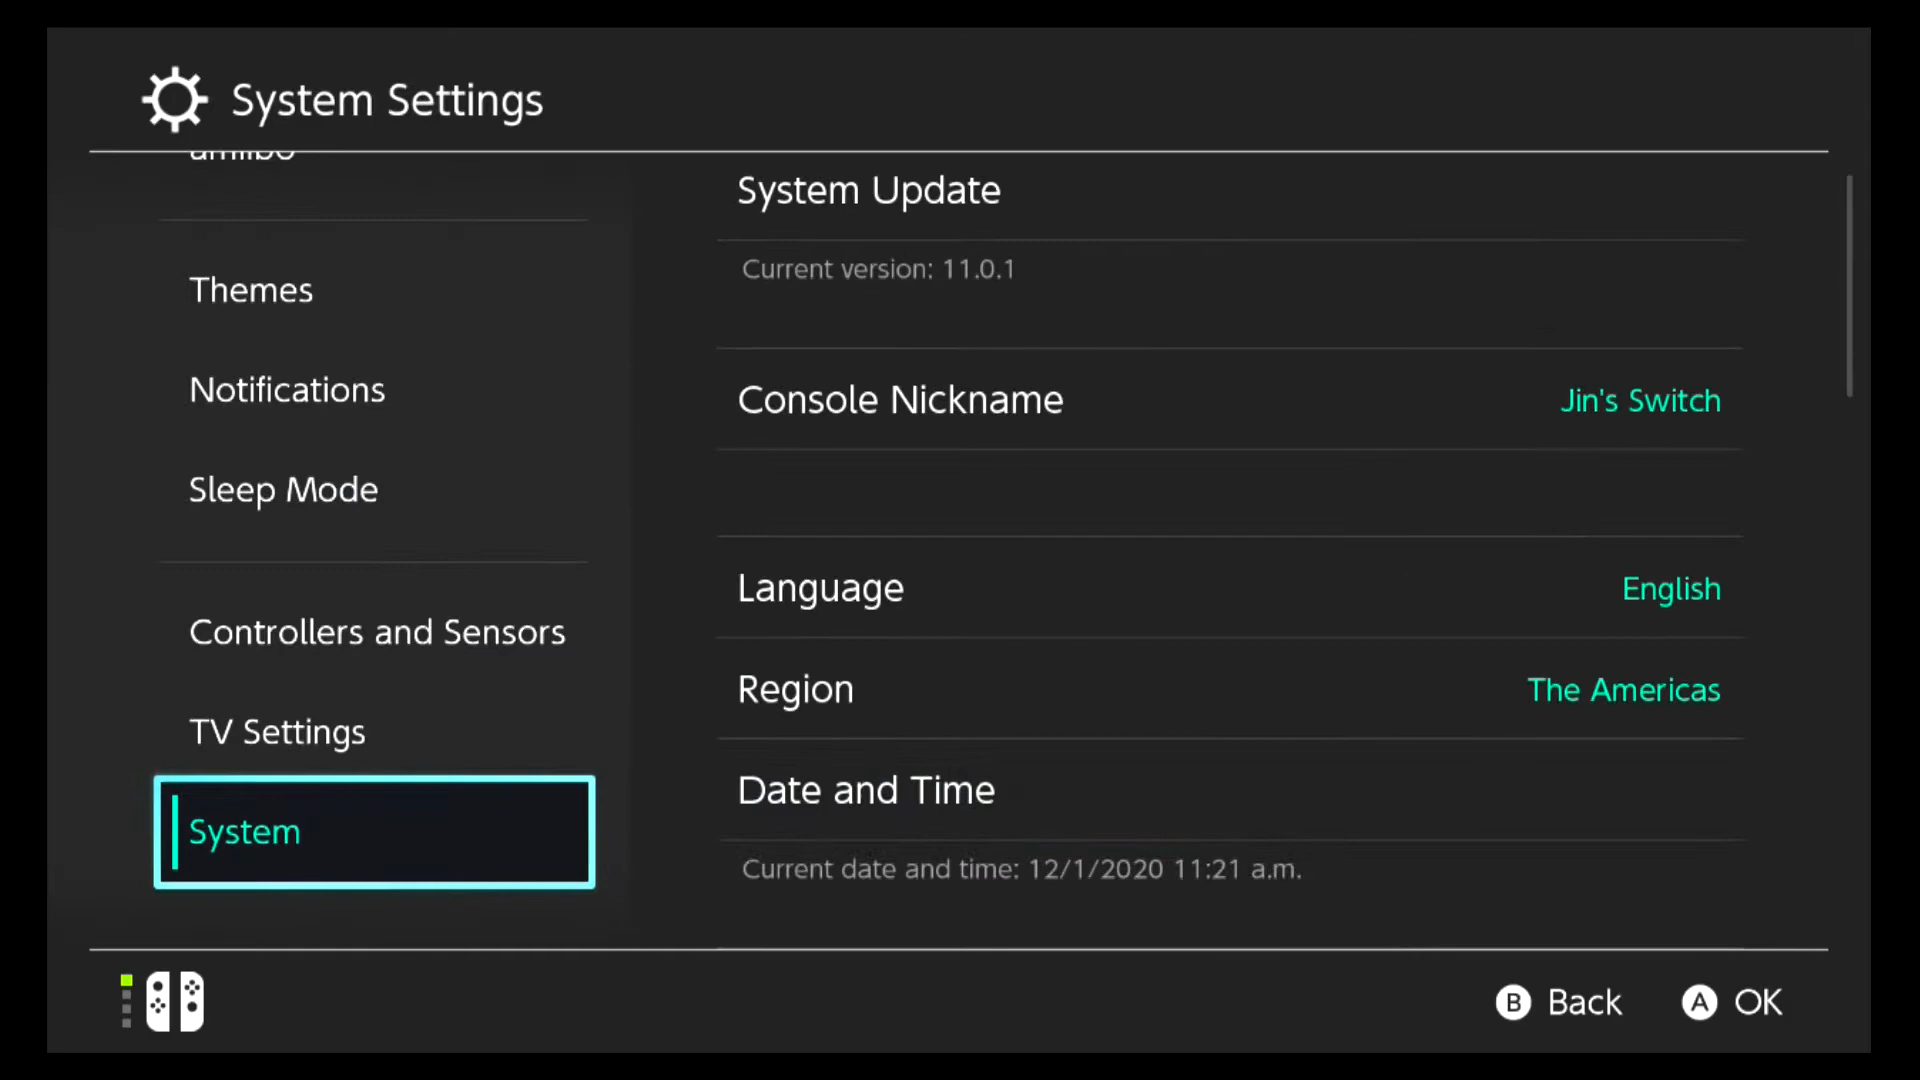 System Settings
amiibo
Themes
Notifications
Sleep Mode
Controllers and Sensors
TV Settings
System
System Update
Current version: 11.0.1
Console Nickname Jin's Switch
Language English
Region The Americas
Date and Time
Current date and time: 12/1/2020 11:21 a.m.
B Back A OK